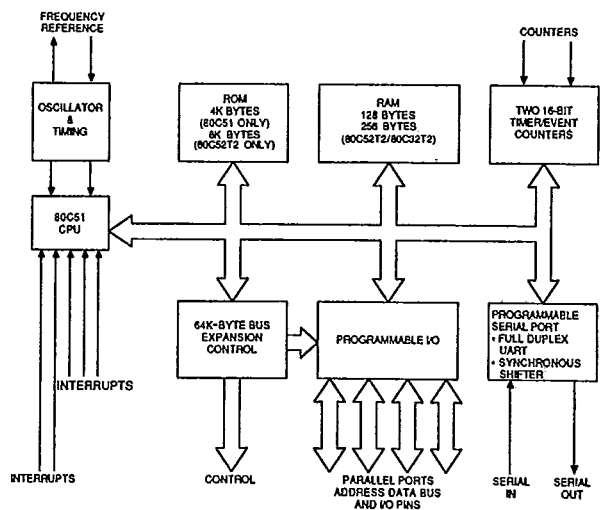 FREQUENCY
REFERENCE
COUNTERS
OSCILLATOR
&
TIMING
ROM
4K BYTES
(80C51 ONLY)
8K BYTES
(80C52T2 ONLY)
RAM
128 BYTES
256 BYTES
(80C52T2/80C32T2)
TWO 16-BIT
TIMER/EVENT
COUNTERS
80C51
CPU
64K-BYTE BUS
EXPANSION
CONTROL
PROGRAMMABLE I/O
PROGRAMMABLE
SERIAL PORT
• FULL DUPLEX
UART
• SYNCHRONOUS
SHIFTER
INTERRUPTS
INTERRUPTS
CONTROL
PARALLEL PORTS
ADDRESS DATA BUS
AND I/O PINS
SERIAL
IN
SERIAL
OUT